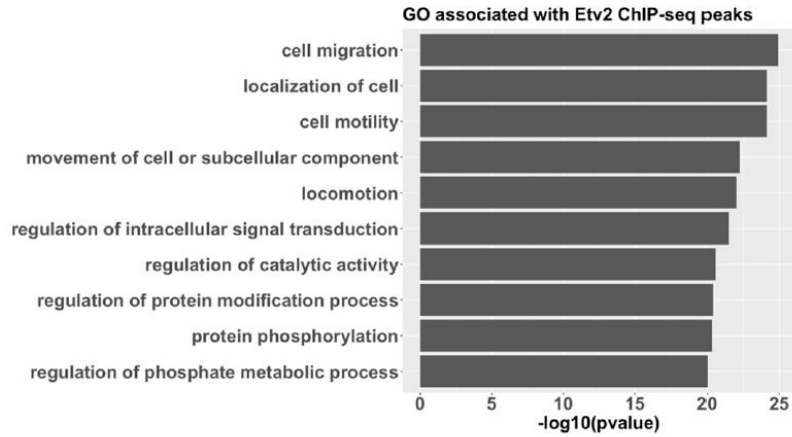 GO associated with Etv2 ChIP-seq peaks
cell migration
localization of cell
cell motility
movement of cell or subcellular component
locomotion
regulation of intracellular signal transduction
regulation of catalytic activity
regulation of protein modification process
protein phosphorylation
regulation of phosphate metabolic process
0 5 10 15 20 25
-log10(pvalue)